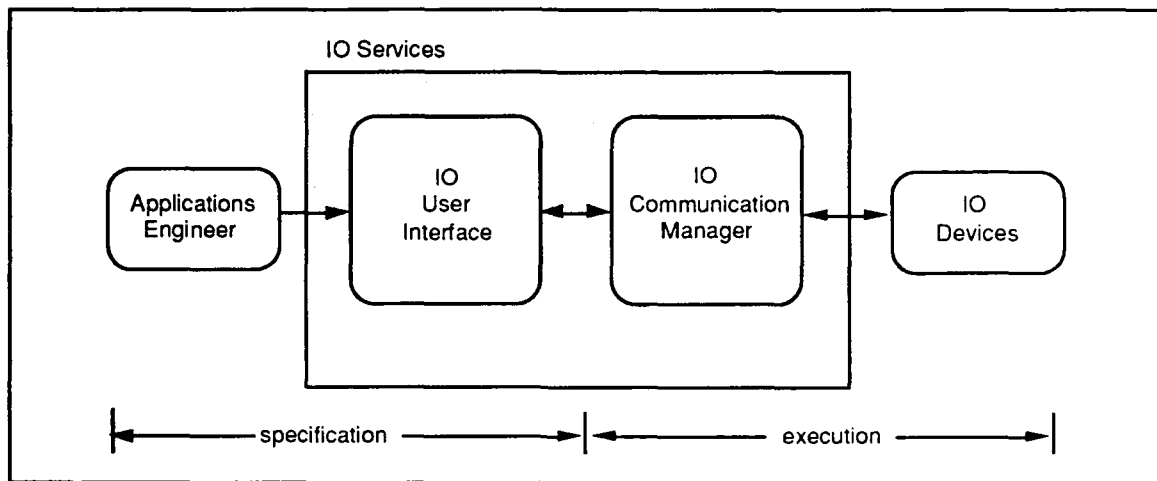 IO Services
Applications
Engineer
IO
User
Interface
IO
Communication
Manager
IO
Devices
specification
execution